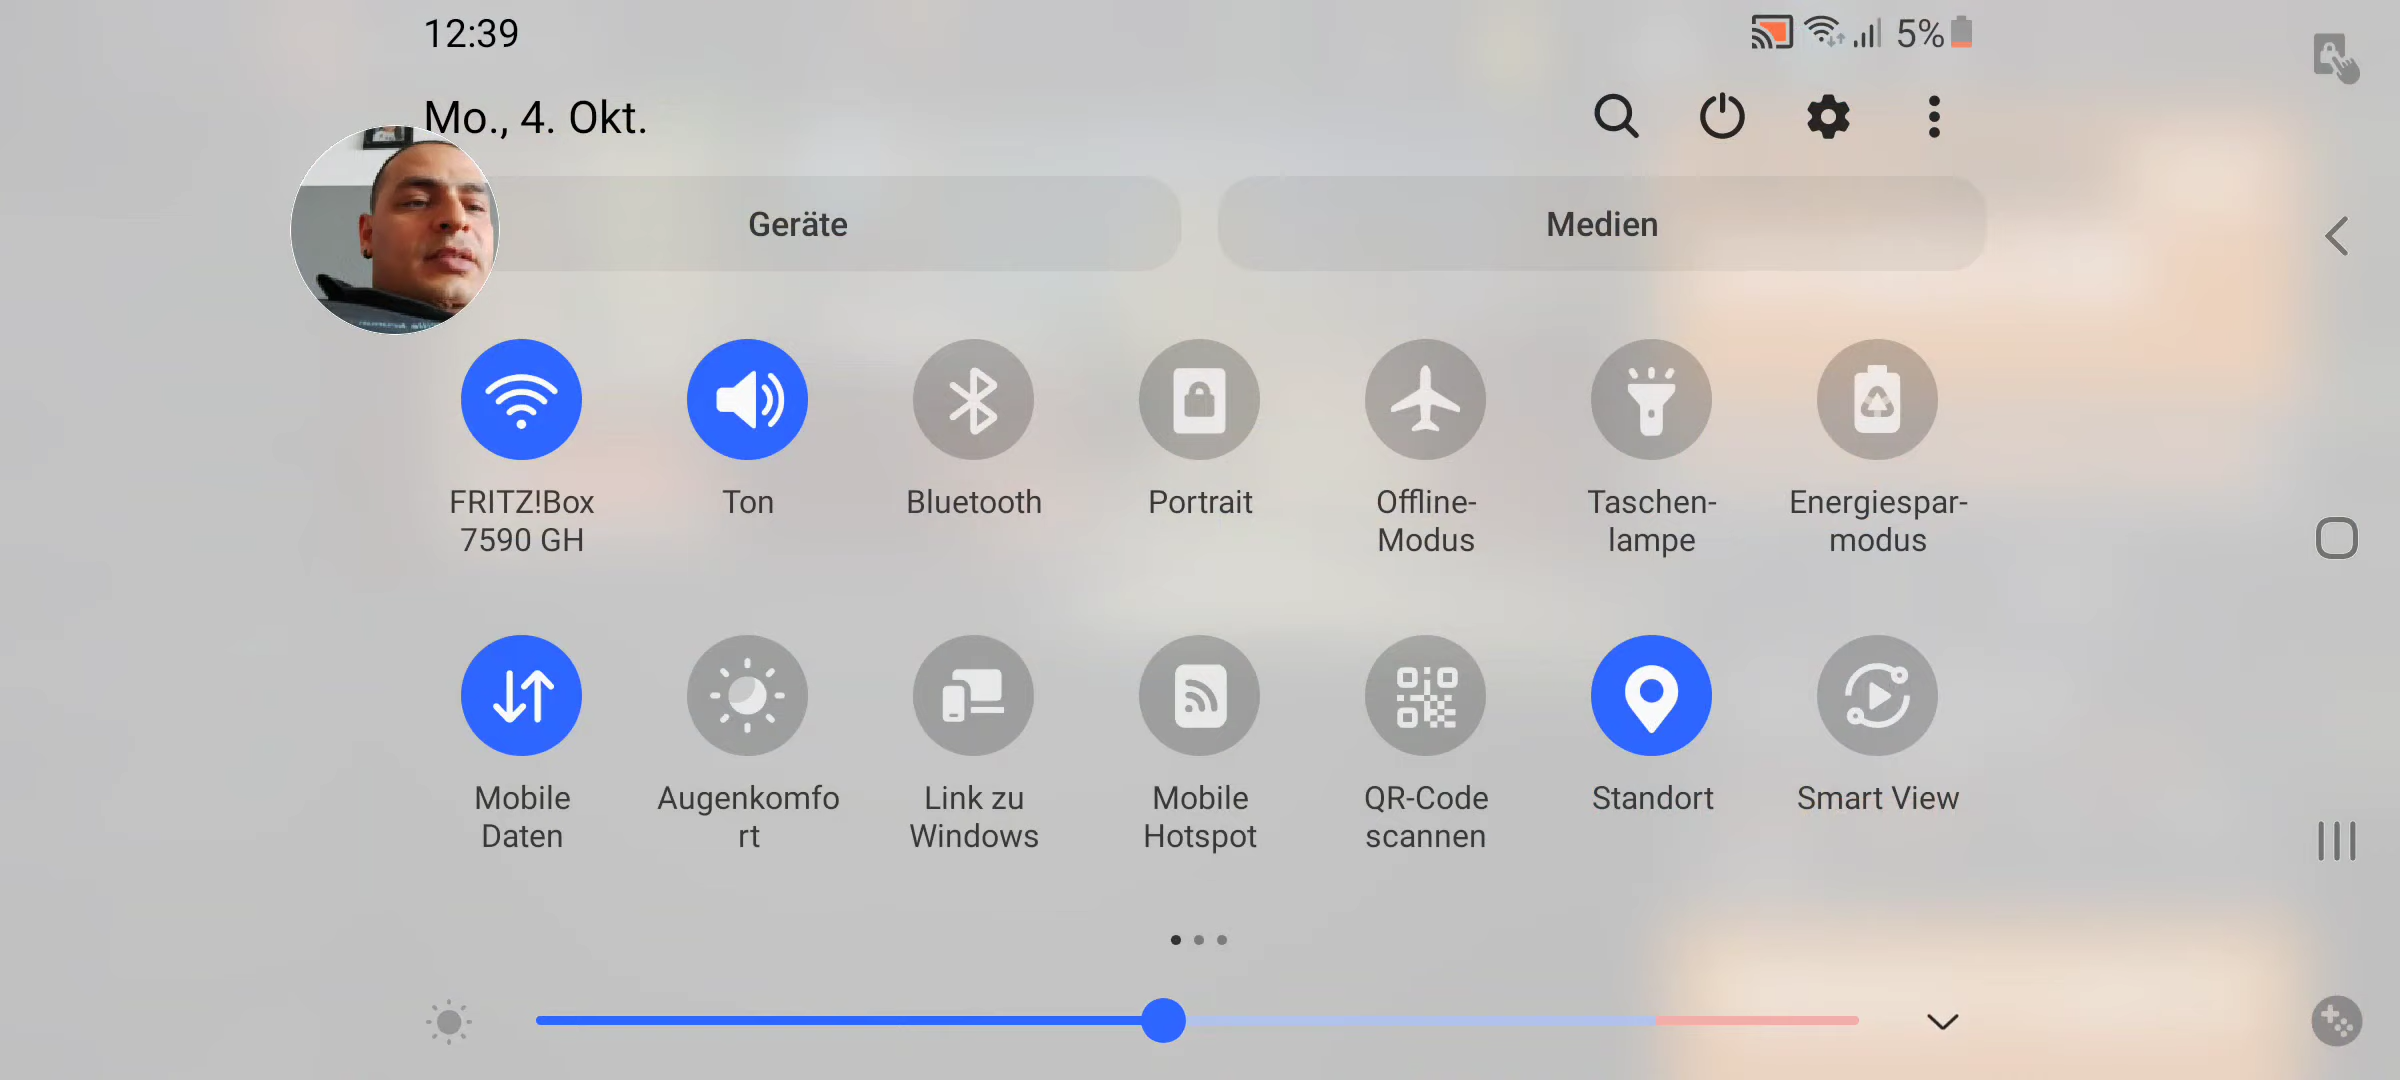 12:39
5%
Mo., 4. Okt.
Geräte
Medien
FRITZ!Box
7590 GH
Ton
Bluetooth
Portrait
Offline-
Modus
Taschen-
lampe
Energiespar-
modus
Mobile
Daten
Augenkomfo
rt
Link zu
Windows
Mobile
Hotspot
QR-Code
scannen
Standort
Smart View